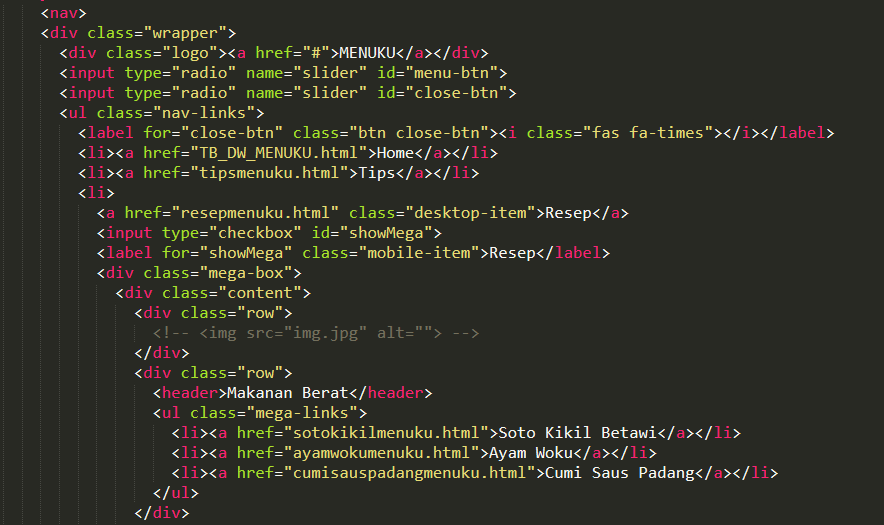 <nav>
<div class="wrapper">
<div class="logo"><a href="#">MENUKU</a></div>
<input type="radio" name="slider" id="menu-btn">
<input type="radio" name="slider" id="close-btn">
<ul class="nav-links">
<label for="close-btn" class="btn close-btn"><i class="fas fa-times"></i></label>
<li><a href="TB_DW_MENUKU.html">Home</a></li>
<li><a href="tipsmenuku.html">Tips</a></li>
<li>
<a href="resepmenuku.html" class="desktop-item">Resep</a>
<input type="checkbox" id="showMega">
<label for="showMega" class="mobile-item">Resep</label>
<div class="mega-box">
<div class="content">
<div class="row">
<!-- <img src="img.jpg" alt=""> -->
</div>
<div class="row">
<header>Makanan Berat</header>
<ul class="mega-links">
<li><a href="sotokikilmenuku.html">Soto Kikil Betawi</a></li>
<li><a href="ayamwokumenuku.html">Ayam Woku</a></li>
<li><a href="cumisauspadangmenuku.html">Cumi Saus Padang</a></li>
</ul>
</div>